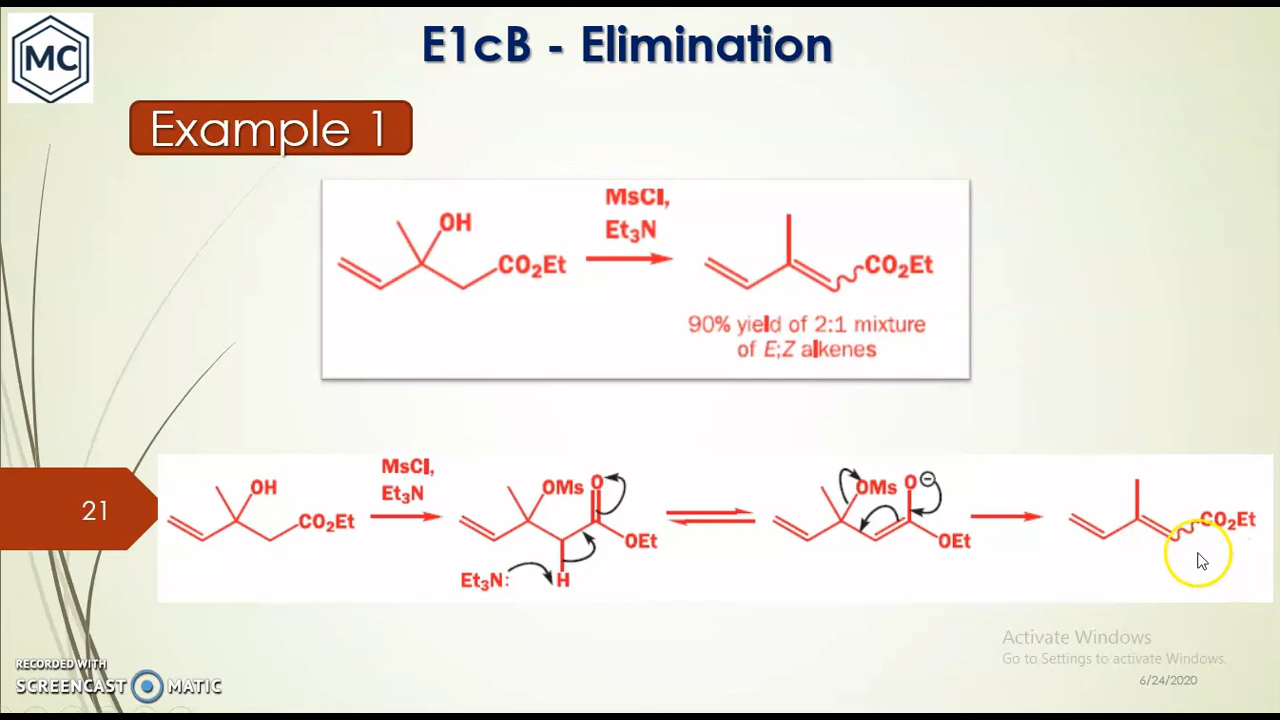 MC
E1cB - Elimination
Example 1
OH
CO₂Et
MsCl,
Et₃N
CO₂Et
90% yield of 2:1 mixture
of E;Z alkenes
21
OH
CO₂Et
MsCl,
Et₃N
OMs
O
OEt
Et₃N:
H
OMs
O
⊖
OEt
CO₂Et
Activate Windows
Go to Settings to activate Windows.
6/24/2020
RECORDED WITH
SCREENCAST MATIC